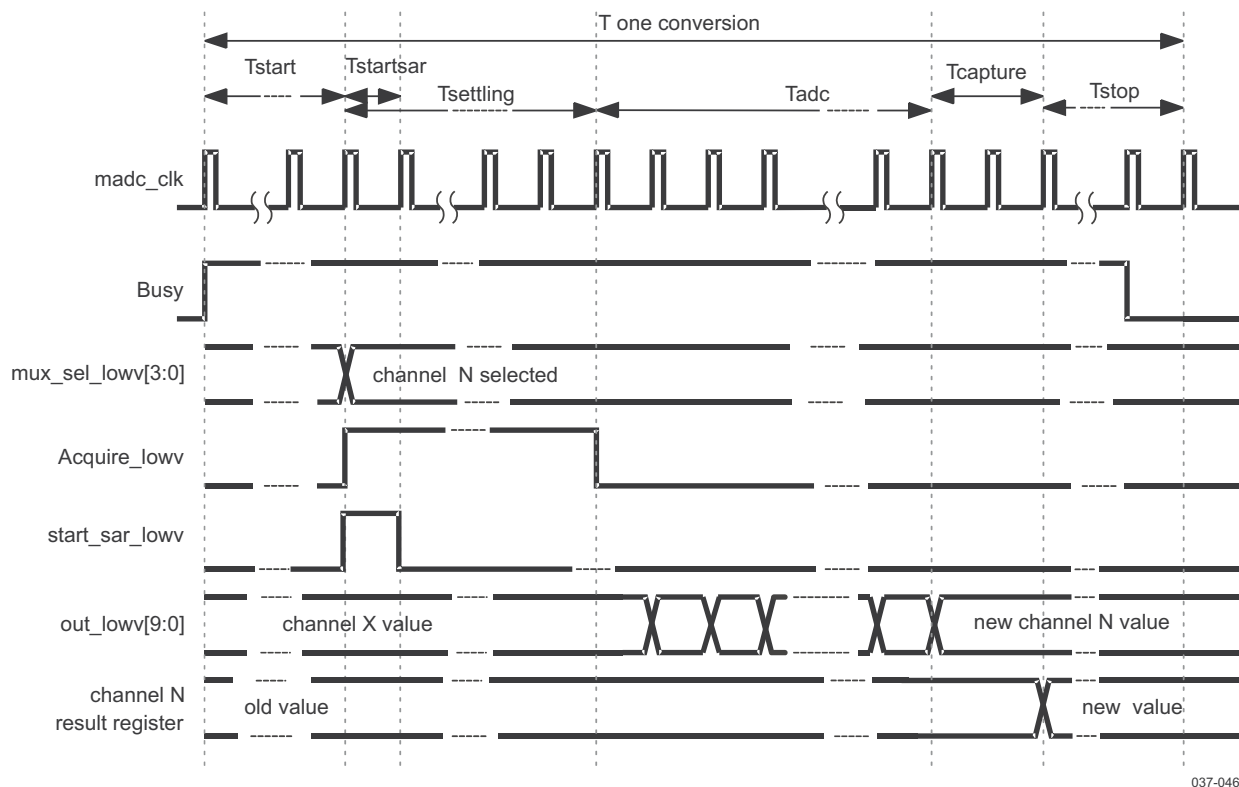 T one conversion
Tstart
Tstartsar
Tsettling
Tadc
Tcapture
Tstop
madc_clk
Busy
mux_sel_lowv[3:0]
channel N selected
Acquire_lowv
start_sar_lowv
out_lowv[9:0]
channel X value
new channel N value
channel N
result register
old value
new value
037-046